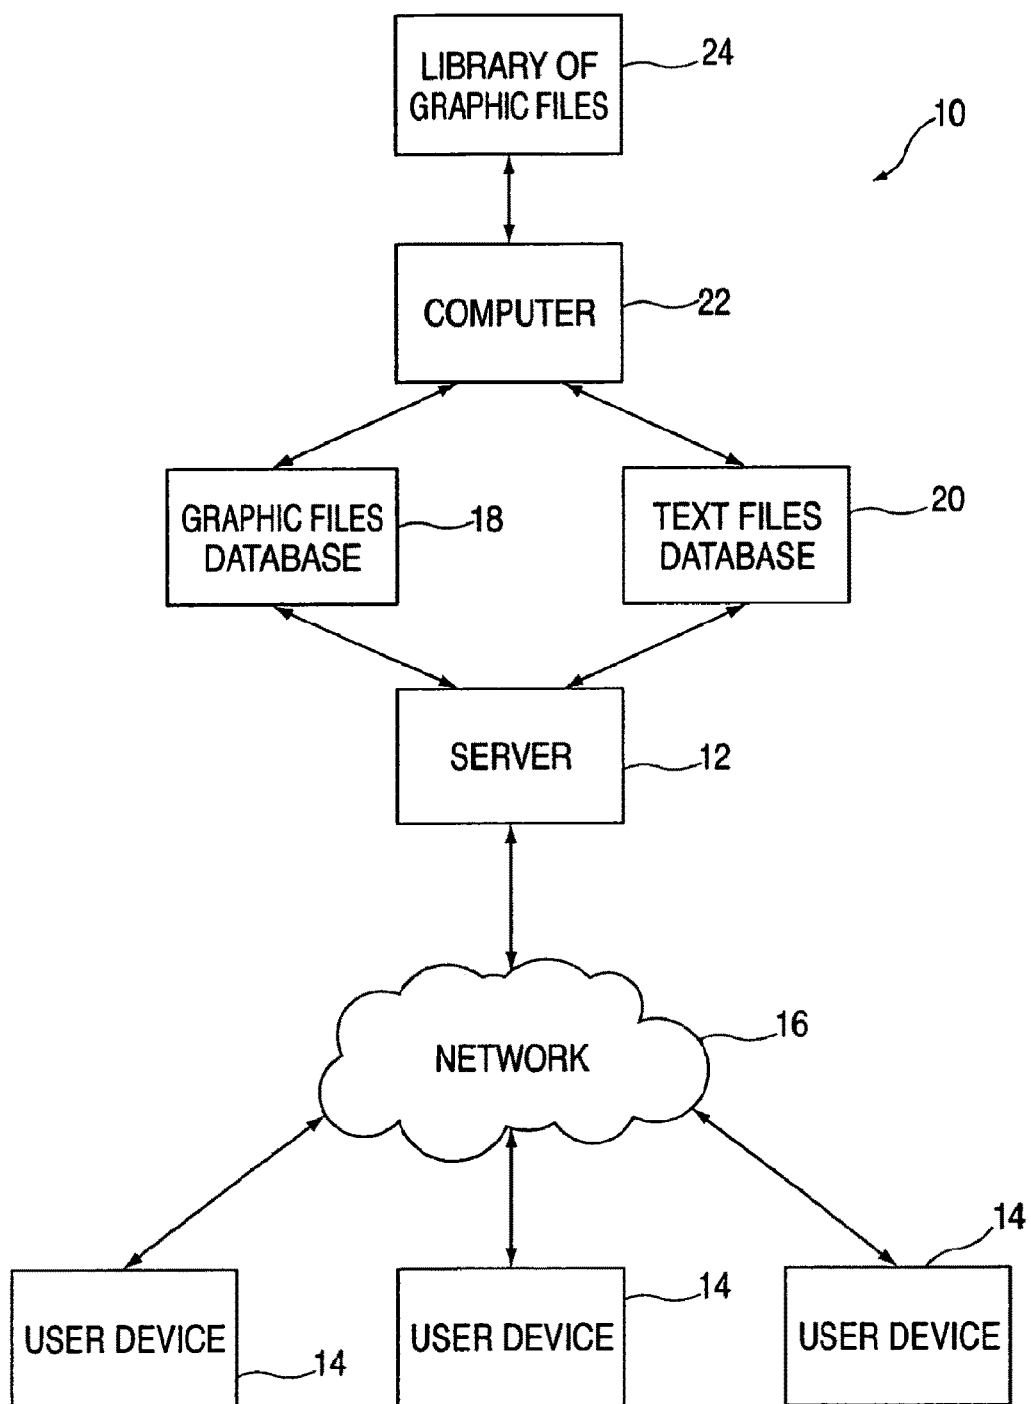 LIBRARY OF
GRAPHIC FILES
24
10
COMPUTER
22
GRAPHIC FILES
DATABASE
18
TEXT FILES
DATABASE
20
SERVER
12
NETWORK
16
USER DEVICE
14
USER DEVICE
14
USER DEVICE
14